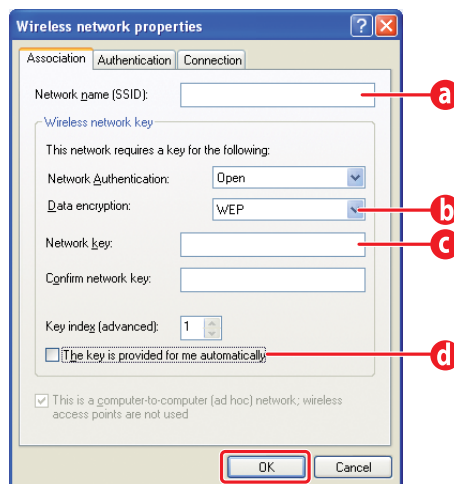 Wireless network properties
Association Authentication Connection
Network name (SSID): a
Wireless network key
This network requires a key for the following:
Network Authentication: Open
Data encryption: WEP b
Network key: c
Confirm network key:
Key index (advanced): 1
The key is provided for me automatically d
This is a computer-to-computer (ad hoc) network; wireless
access points are not used
OK Cancel